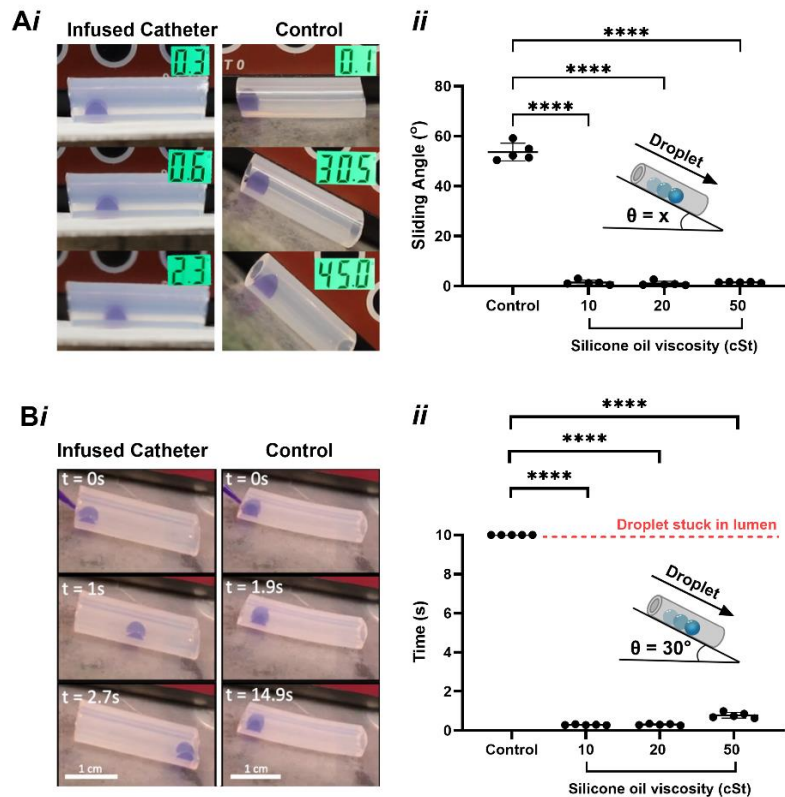 Ai
Infused Catheter
Control
0.3
T 0
0.1
0.6
30.5
2.3
45.0
ii
****
****
****
80
60
40
20
0
Sliding Angle (°)
Droplet
θ = x
Control
10
20
50
Silicone oil viscosity (cSt)
Bi
Infused Catheter
Control
t = 0s
t = 0s
t = 1s
t = 1.9s
t = 2.7s
t = 14.9s
1 cm
1 cm
ii
****
****
****
10
8
6
4
2
0
Time (s)
Droplet stuck in lumen
Droplet
θ = 30°
Control
10
20
50
Silicone oil viscosity (cSt)